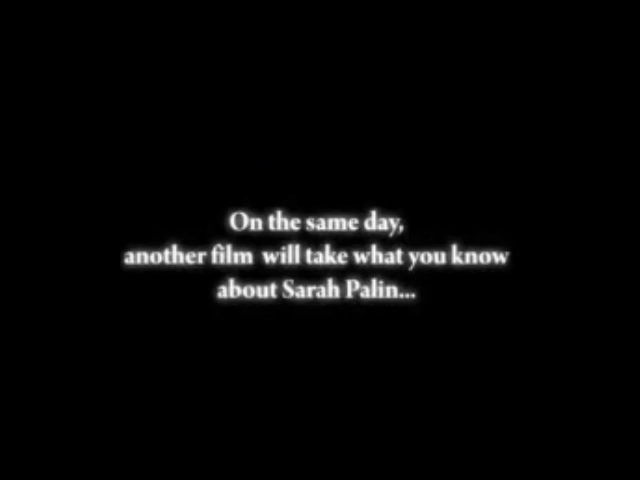 On the same day,
another film will take what you know
about Sarah Palin...